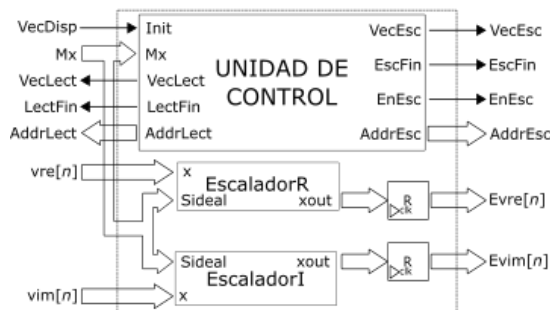 VecDisp Init VecEsc VecEsc
Mx Mx EscFin EscFin
UNIDAD DE
VecLect VecLect
CONTROL
EnEsc EnEsc
LectFin LectFin
AddrLect AddrLect AddrEsc AddrEsc
vre[n] x
EscaladorR
Sideal xout R Evre[n]
clk
Sideal xout R Evim[n]
clk
EscaladorI
vim[n] x